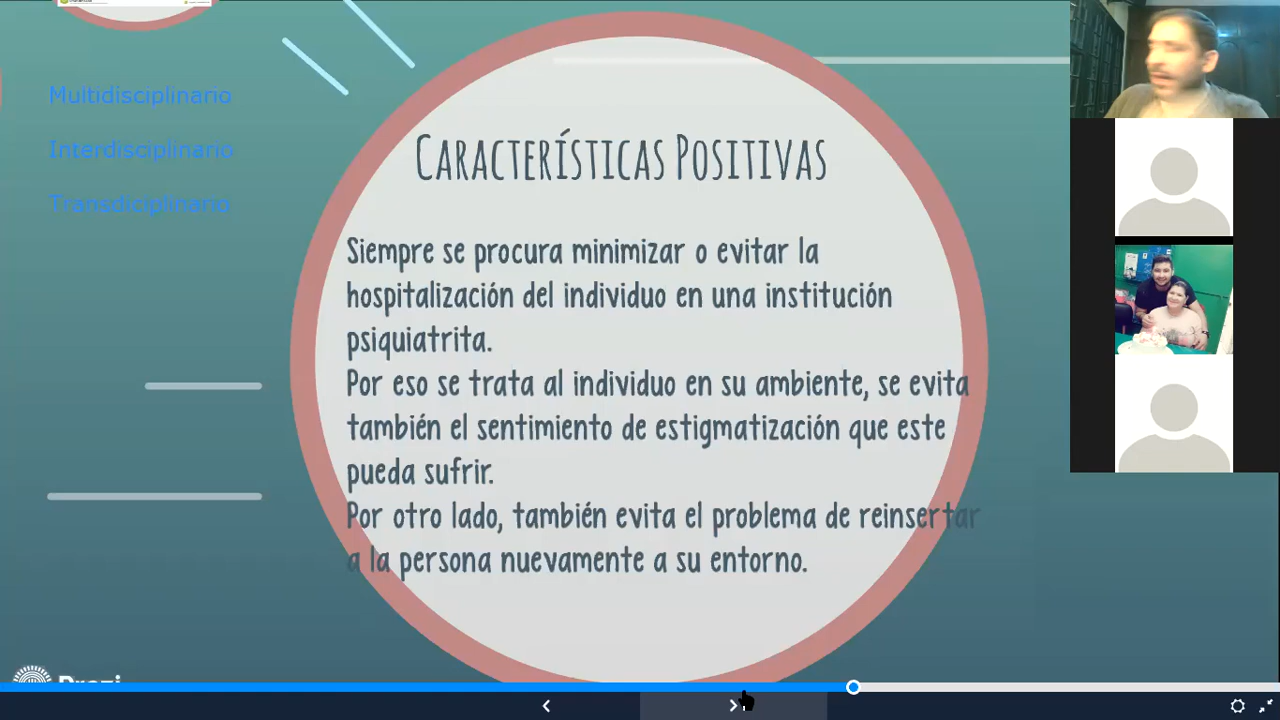 Multidisciplinario
Interdisciplinario
Transdiciplinario
Características Positivas
Siempre se procura minimizar o evitar la
hospitalización del individuo en una institución
psiquiatrita.
Por eso se trata al individuo en su ambiente, se evita
también el sentimiento de estigmatización que este
pueda sufrir.
Por otro lado, también evita el problema de reinsertar
a la persona nuevamente a su entorno.
Prezi